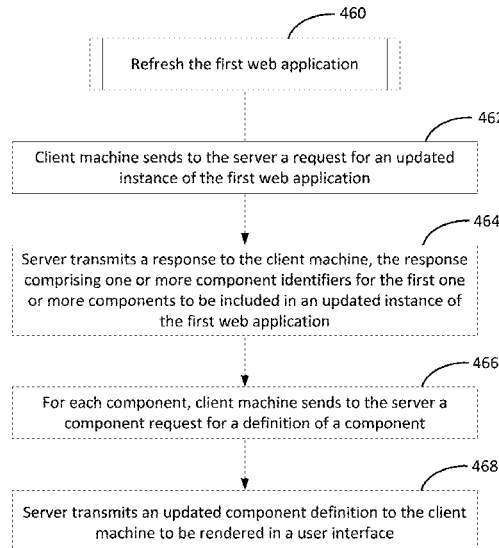 460
Refresh the first web application
462
Client machine sends to the server a request for an updated
instance of the first web application
464
Server transmits a response to the client machine, the response
comprising one or more component identifiers for the first one
or more components to be included in an updated instance of
the first web application
466
For each component, client machine sends to the server a
component request for a definition of a component
468
Server transmits an updated component definition to the client
machine to be rendered in a user interface